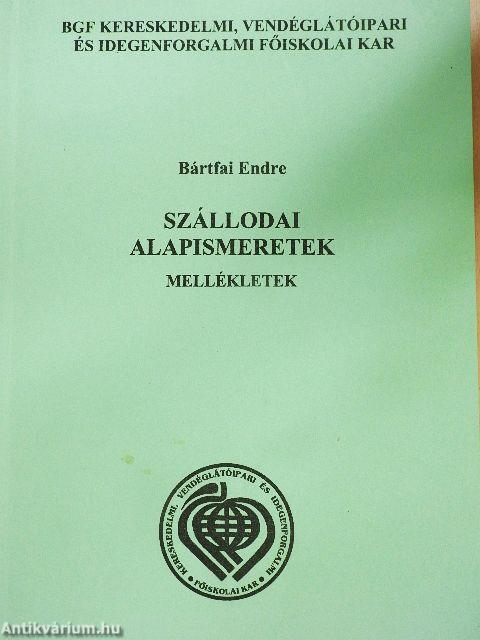 BGF KERESKEDELMI, VENDÉGLÁTÓIPARI
ÉS IDEGENFORGALMI FŐISKOLAI KAR
Bártfai Endre
SZÁLLODAI
ALAPISMERETEK
MELLÉKLETEK
KERESKEDELMI, VENDÉGLÁTÓIPARI ÉS IDEGENFORGALMI
• FŐISKOLAI KAR •
Antikvárium.hu